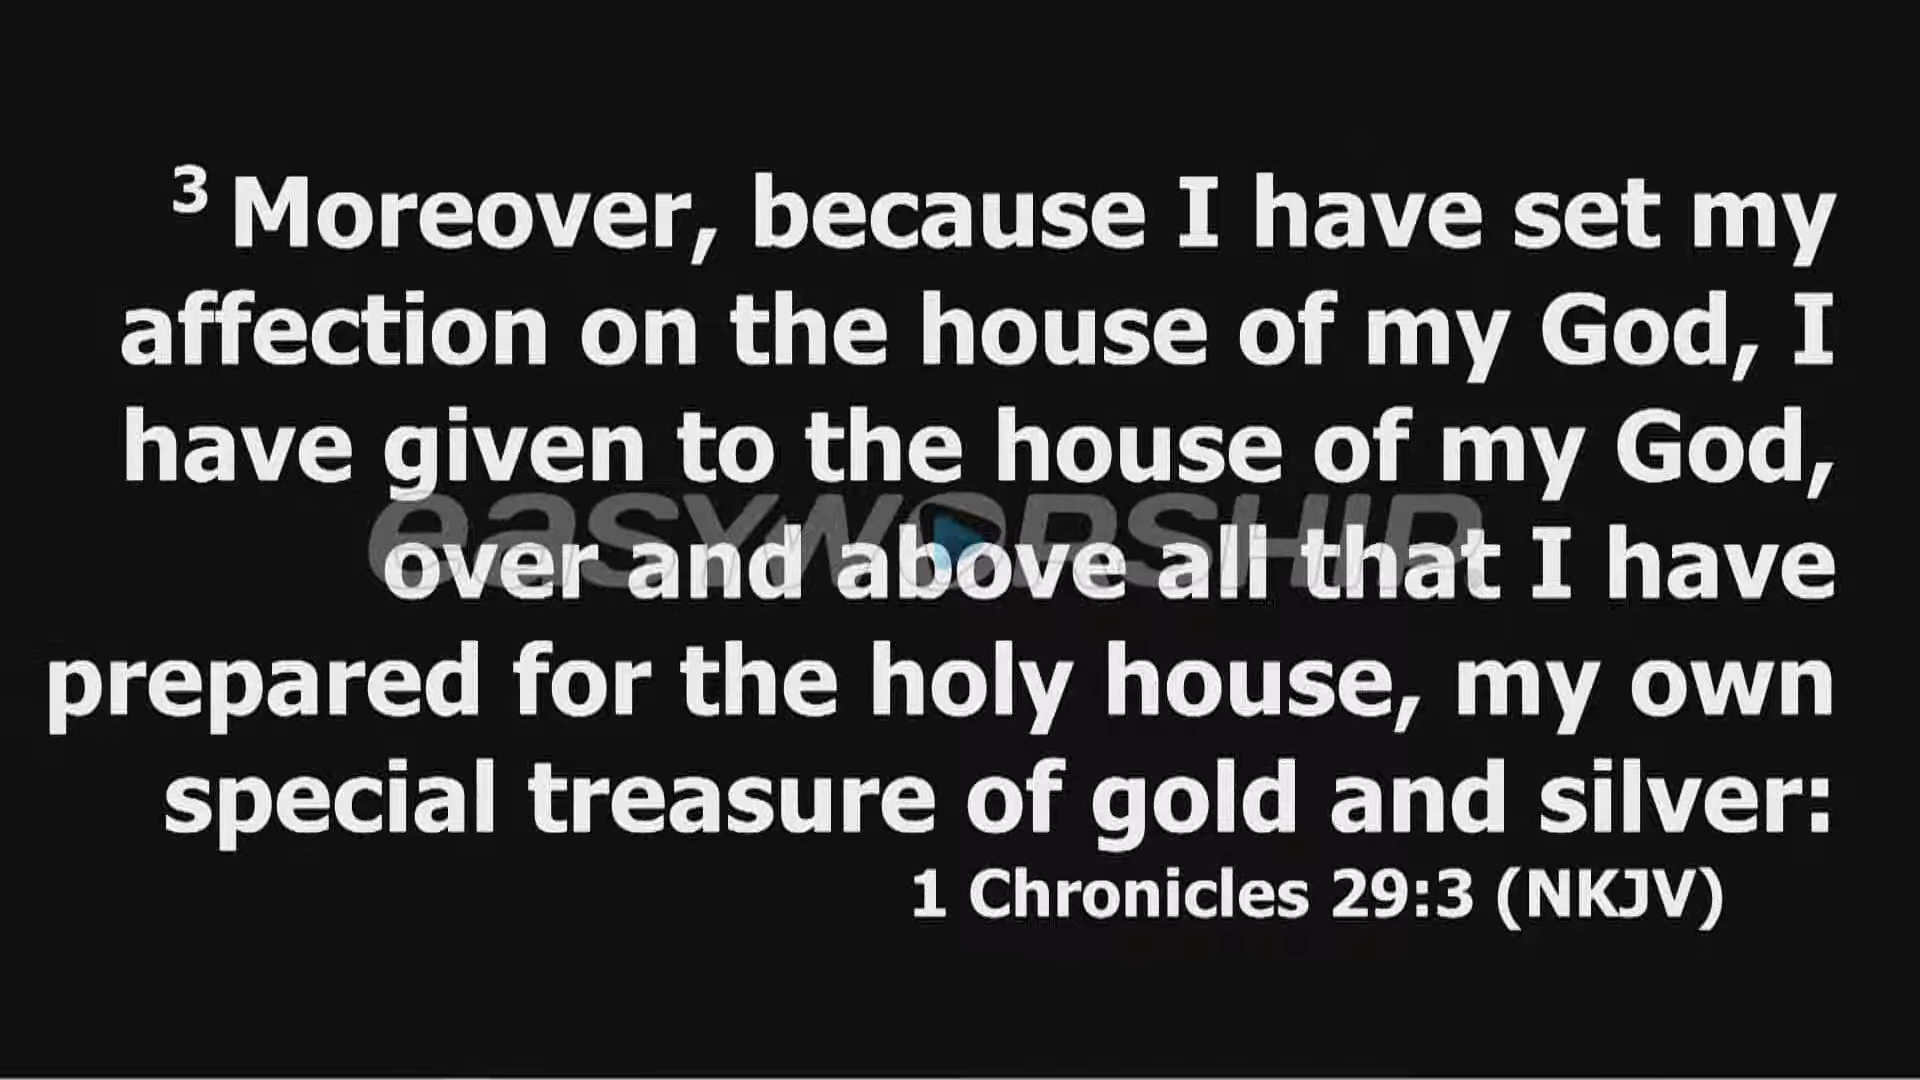 3 Moreover, because I have set my
affection on the house of my God, I
have given to the house of my God,
easyworship
over and above all that I have
prepared for the holy house, my own
special treasure of gold and silver:
1 Chronicles 29:3 (NKJV)